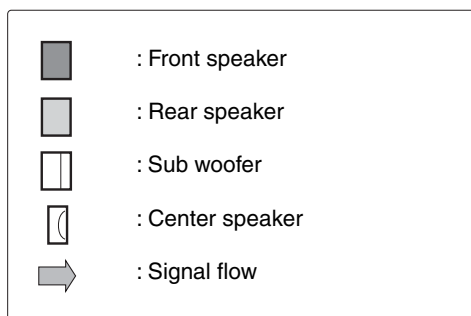 : Front speaker
: Rear speaker
: Sub woofer
: Center speaker
: Signal flow